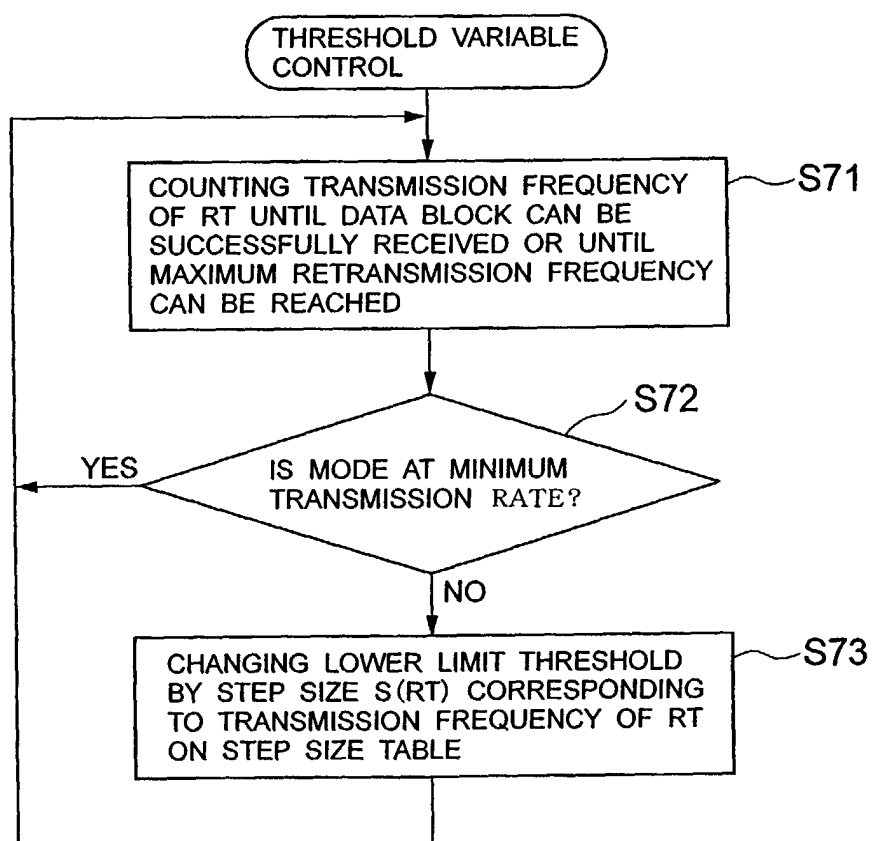 THRESHOLD VARIABLE
CONTROL
S71
COUNTING TRANSMISSION FREQUENCY
OF RT UNTIL DATA BLOCK CAN BE
SUCCESSFULLY RECEIVED OR UNTIL
MAXIMUM RETRANSMISSION FREQUENCY
CAN BE REACHED
S72
YES
IS MODE AT MINIMUM
TRANSMISSION RATE?
NO
S73
CHANGING LOWER LIMIT THRESHOLD
BY STEP SIZE S(RT) CORRESPONDING
TO TRANSMISSION FREQUENCY OF RT
ON STEP SIZE TABLE